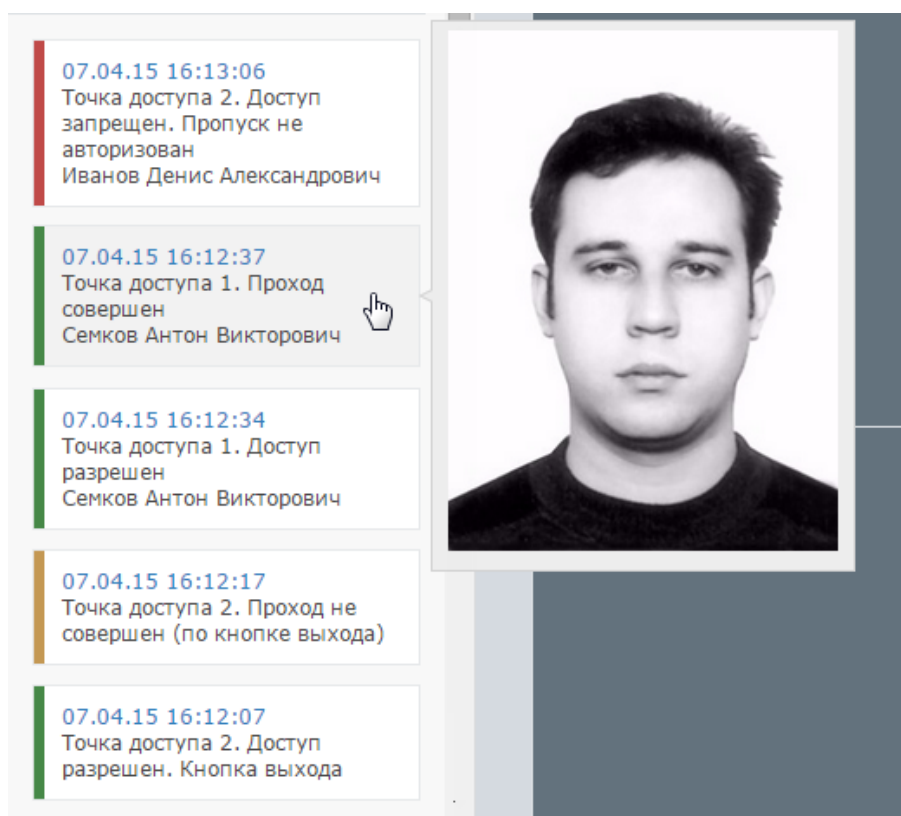 07.04.15 16:13:06
Точка доступа 2. Доступ
запрещен. Пропуск не
авторизован
Иванов Денис Александрович
07.04.15 16:12:37
Точка доступа 1. Проход
совершен
Семков Антон Викторович
07.04.15 16:12:34
Точка доступа 1. Доступ
разрешен
Семков Антон Викторович
07.04.15 16:12:17
Точка доступа 2. Проход не
совершен (по кнопке выхода)
07.04.15 16:12:07
Точка доступа 2. Доступ
разрешен. Кнопка выхода